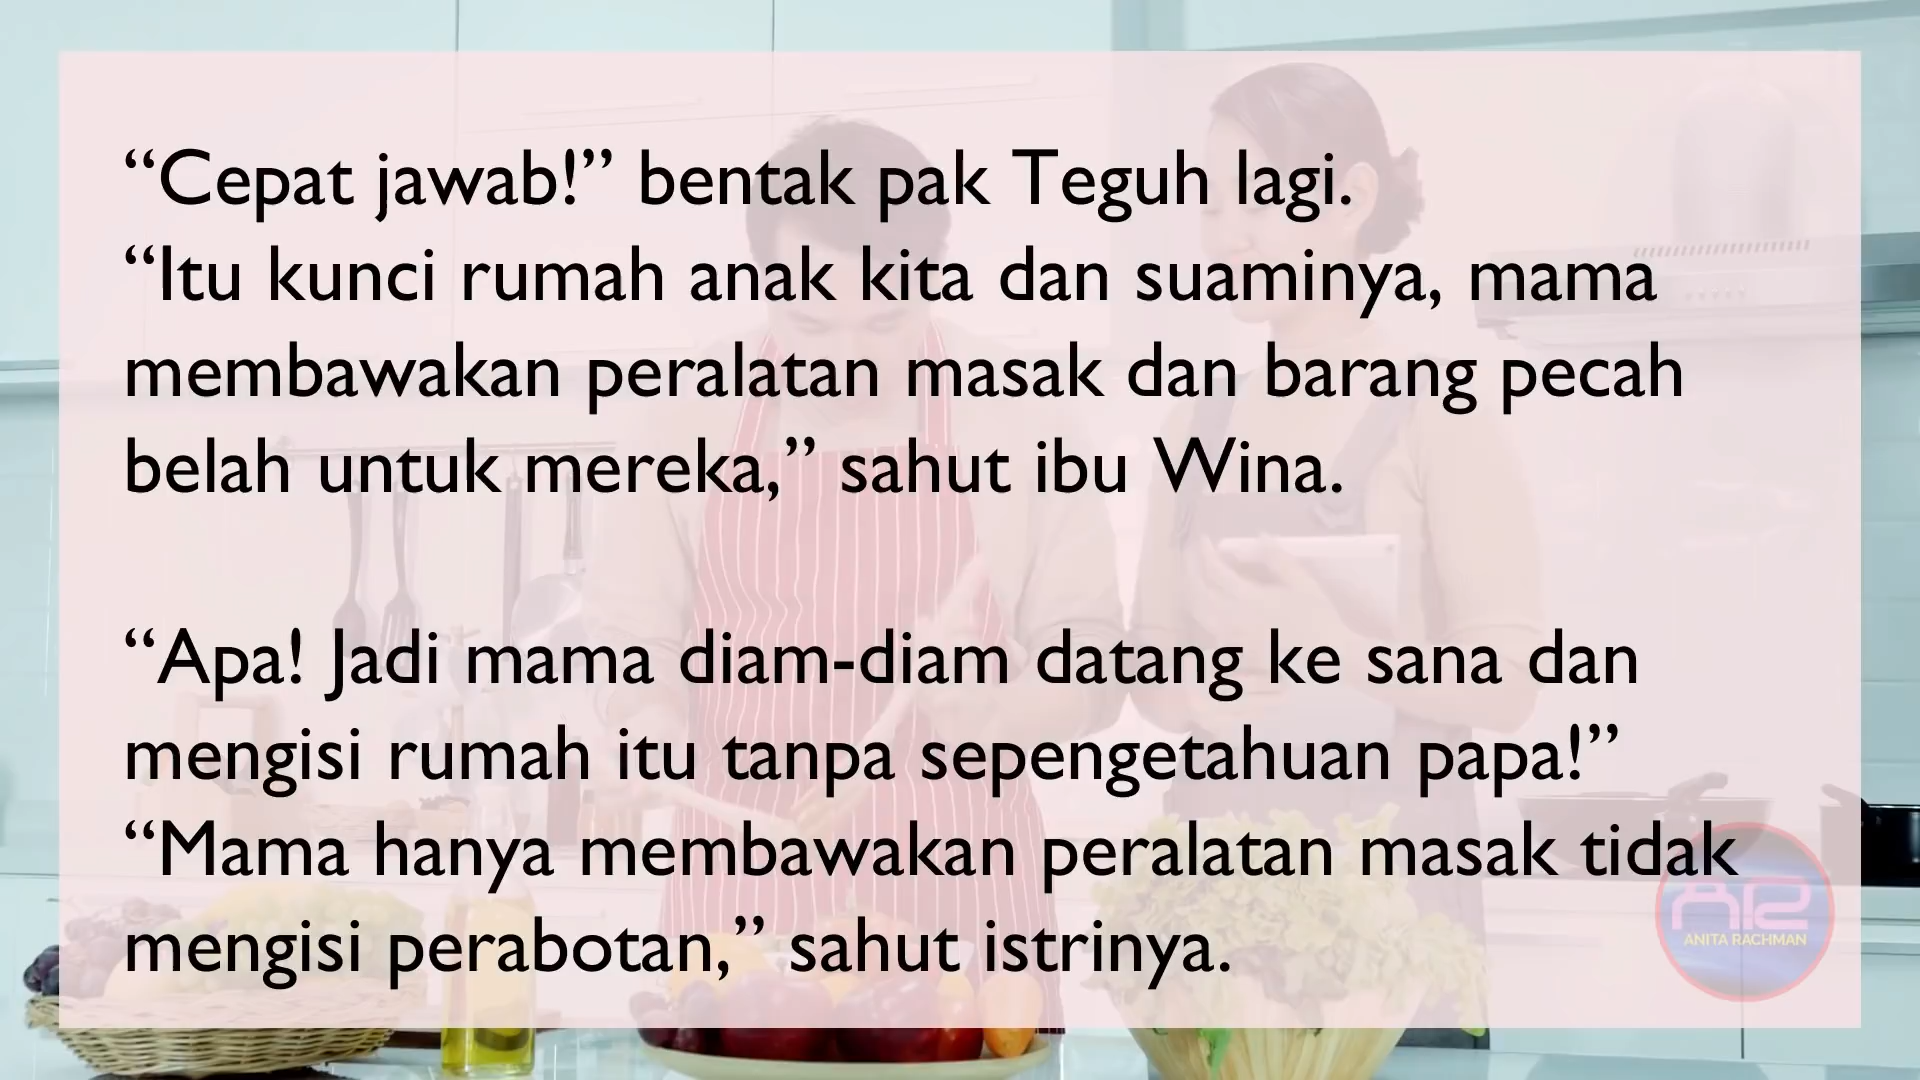 “Cepat jawab!” bentak pak Teguh lagi.
“Itu kunci rumah anak kita dan suaminya, mama
membawakan peralatan masak dan barang pecah
belah untuk mereka,” sahut ibu Wina.
“Apa! Jadi mama diam-diam datang ke sana dan
mengisi rumah itu tanpa sepengetahuan papa!”
“Mama hanya membawakan peralatan masak tidak
mengisi perabotan,” sahut istrinya.
AR
ANITA RACHMAN